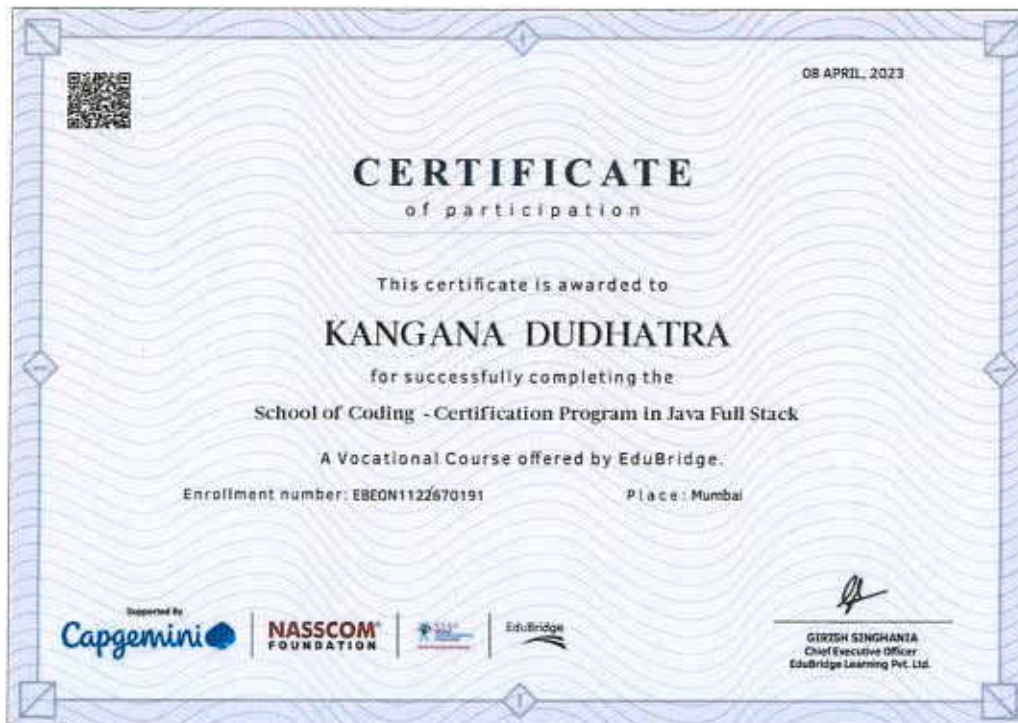 08 APRIL, 2023
CERTIFICATE
of participation
This certificate is awarded to
KANGANA DUDHATRA
for successfully completing the
School of Coding - Certification Program in Java Full Stack
A Vocational Course offered by EduBridge.
Enrollment number: EBEON1122670191 Place: Mumbai
Supported By
Capgemini
NASSCOM®
FOUNDATION
EduBridge
GIRISH SINGHANIA
Chief Executive Officer
EduBridge Learning Pvt. Ltd.